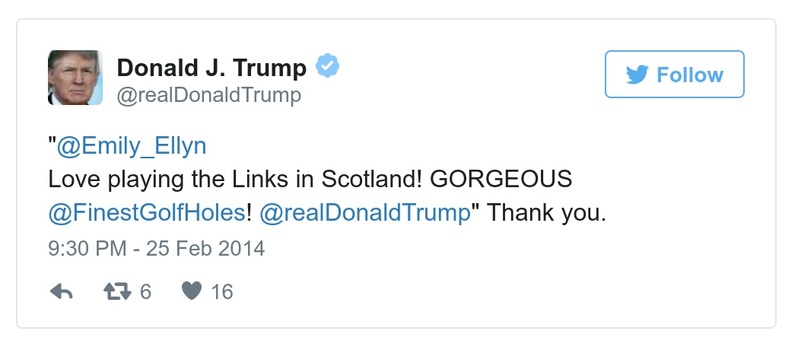 Donald J. Trump
@realDonaldTrump
Follow
"@Emily_Ellyn
Love playing the Links in Scotland! GORGEOUS
@FinestGolfHoles! @realDonaldTrump" Thank you.
9:30 PM - 25 Feb 2014
6 16